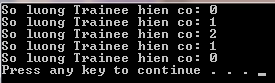 So luong Trainee hien co: 0
So luong Trainee hien co: 1
So luong Trainee hien co: 2
So luong Trainee hien co: 1
So luong Trainee hien co: 0
Press any key to continue . . .